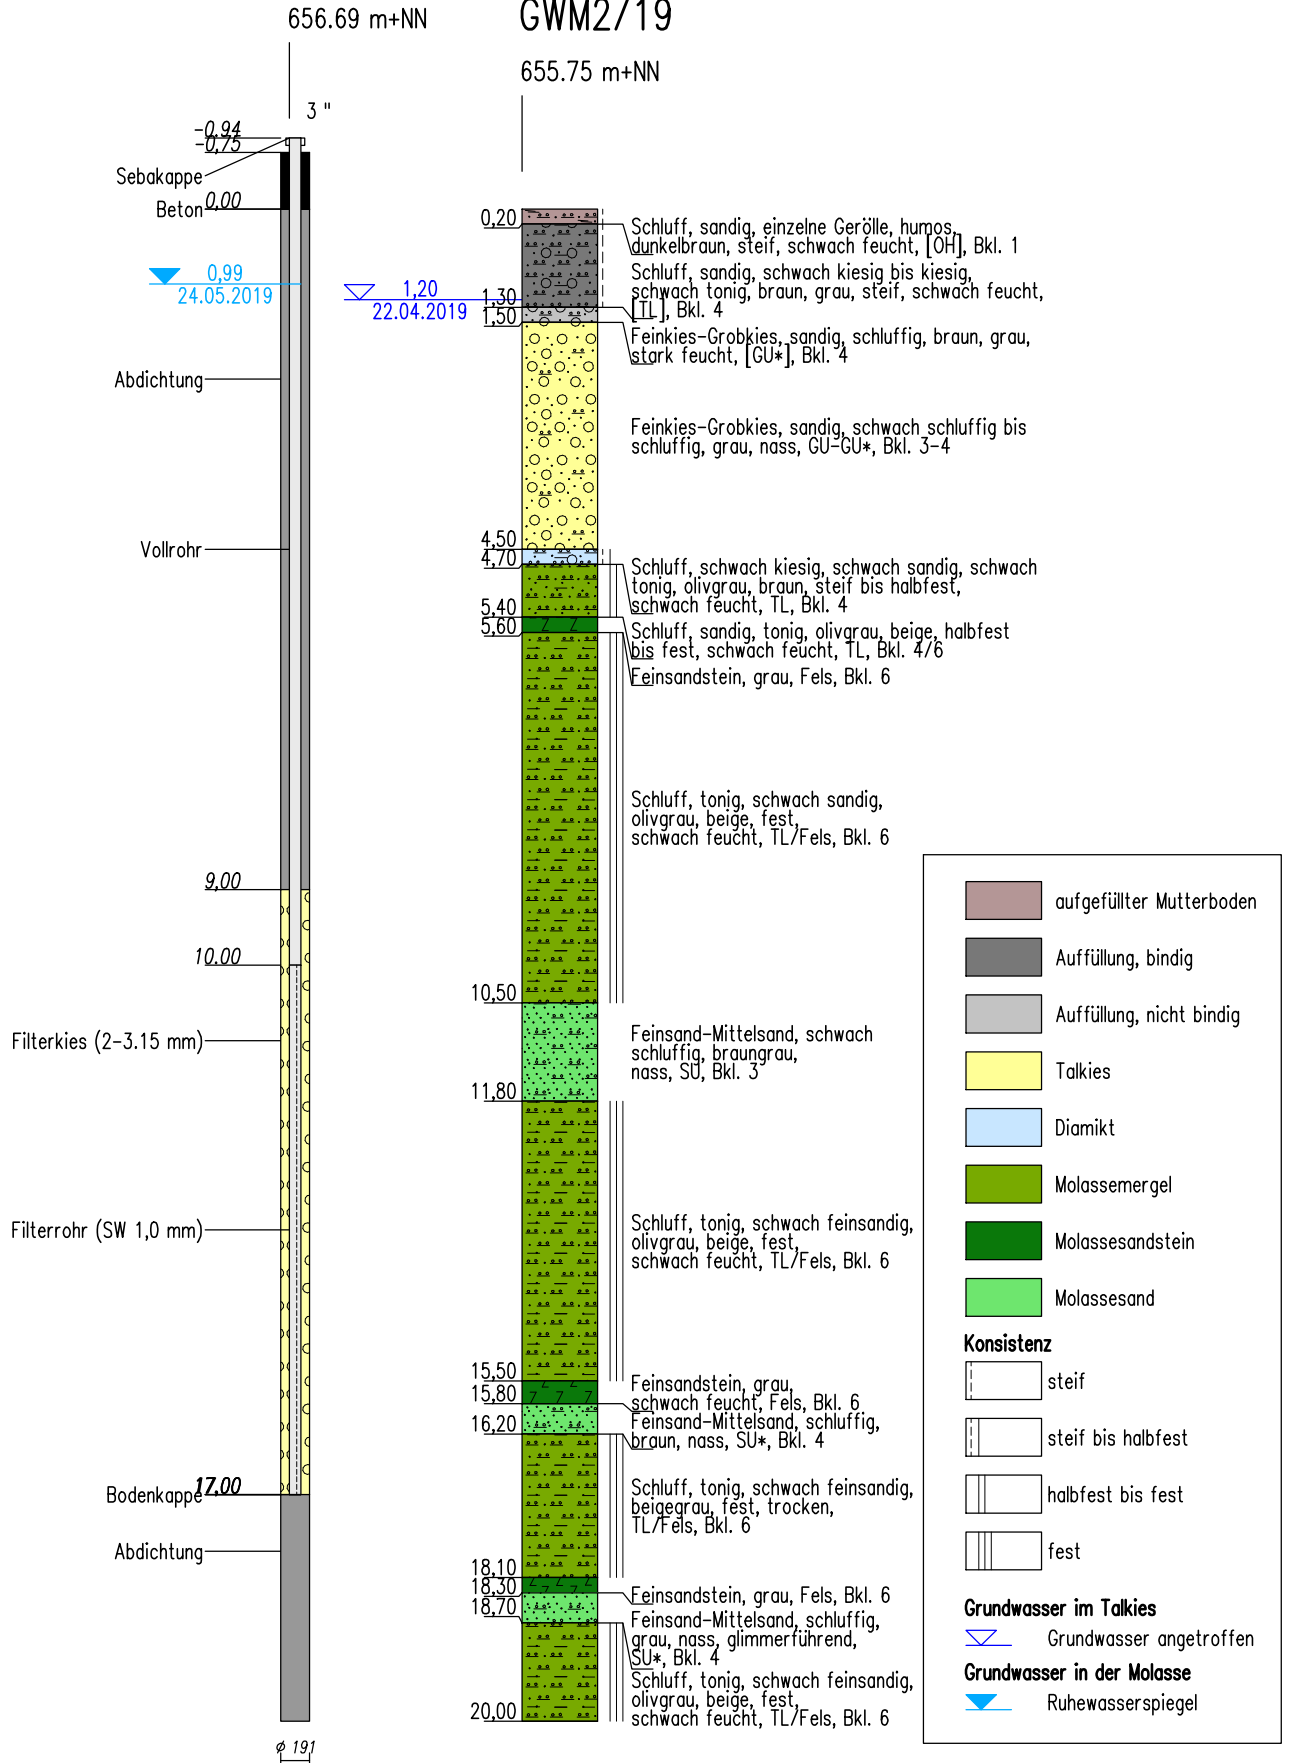 656.69 m+NN
GWM2/19
655.75 m+NN
3 "
-0.94
-0,75
Sebakappe
Beton
0,00
0,99
24.05.2019
1,20
22.04.2019
Abdichtung
Vollrohr
9,00
10.00
Filterkies (2-3.15 mm)
Filterrohr (SW 1,0 mm)
Bodenkappe
17,00
Abdichtung
ø 191
0,20
1,30
1,50
4,50
4,70
5,40
5,60
10,50
11,80
15,50
15,80
16,20
18,10
18,30
18,70
20,00
Schluff, sandig, einzelne Gerölle, humos,
dunkelbraun, steif, schwach feucht, [OH], Bkl. 1
Schluff, sandig, schwach kiesig bis kiesig,
schwach tonig, braun, grau, steif, schwach feucht,
[TL], Bkl. 4
Feinkies-Grobkies, sandig, schluffig, braun, grau,
stark feucht, [GU*], Bkl. 4
Feinkies-Grobkies, sandig, schwach schluffig bis
schluffig, grau, nass, GU-GU*, Bkl. 3-4
Schluff, schwach kiesig, schwach sandig, schwach
tonig, olivgrau, braun, steif bis halbfest,
schwach feucht, TL, Bkl. 4
Schluff, sandig, tonig, olivgrau, beige, halbfest
bis fest, schwach feucht, TL, Bkl. 4/6
Feinsandstein, grau, Fels, Bkl. 6
Schluff, tonig, schwach sandig,
olivgrau, beige, fest,
schwach feucht, TL/Fels, Bkl. 6
Feinsand-Mittelsand, schwach
schluffig, braungrau,
nass, SU, Bkl. 3
Schluff, tonig, schwach feinsandig,
olivgrau, beige, fest,
schwach feucht, TL/Fels, Bkl. 6
Feinsandstein, grau,
schwach feucht, Fels, Bkl. 6
Feinsand-Mittelsand, schluffig,
braun, nass, SU*, Bkl. 4
Schluff, tonig, schwach feinsandig,
beigegrau, fest, trocken,
TL/Fels, Bkl. 6
Feinsandstein, grau, Fels, Bkl. 6
Feinsand-Mittelsand, schluffig,
grau, nass, glimmerführend,
SU*, Bkl. 4
Schluff, tonig, schwach feinsandig,
olivgrau, beige, fest,
schwach feucht, TL/Fels, Bkl. 6
aufgefüllter Mutterboden
Auffüllung, bindig
Auffüllung, nicht bindig
Talkies
Diamikt
Molassemergel
Molassesandstein
Molassesand
Konsistenz
steif
steif bis halbfest
halbfest bis fest
fest
Grundwasser im Talkies
Grundwasser angetroffen
Grundwasser in der Molasse
Ruhewasserspiegel